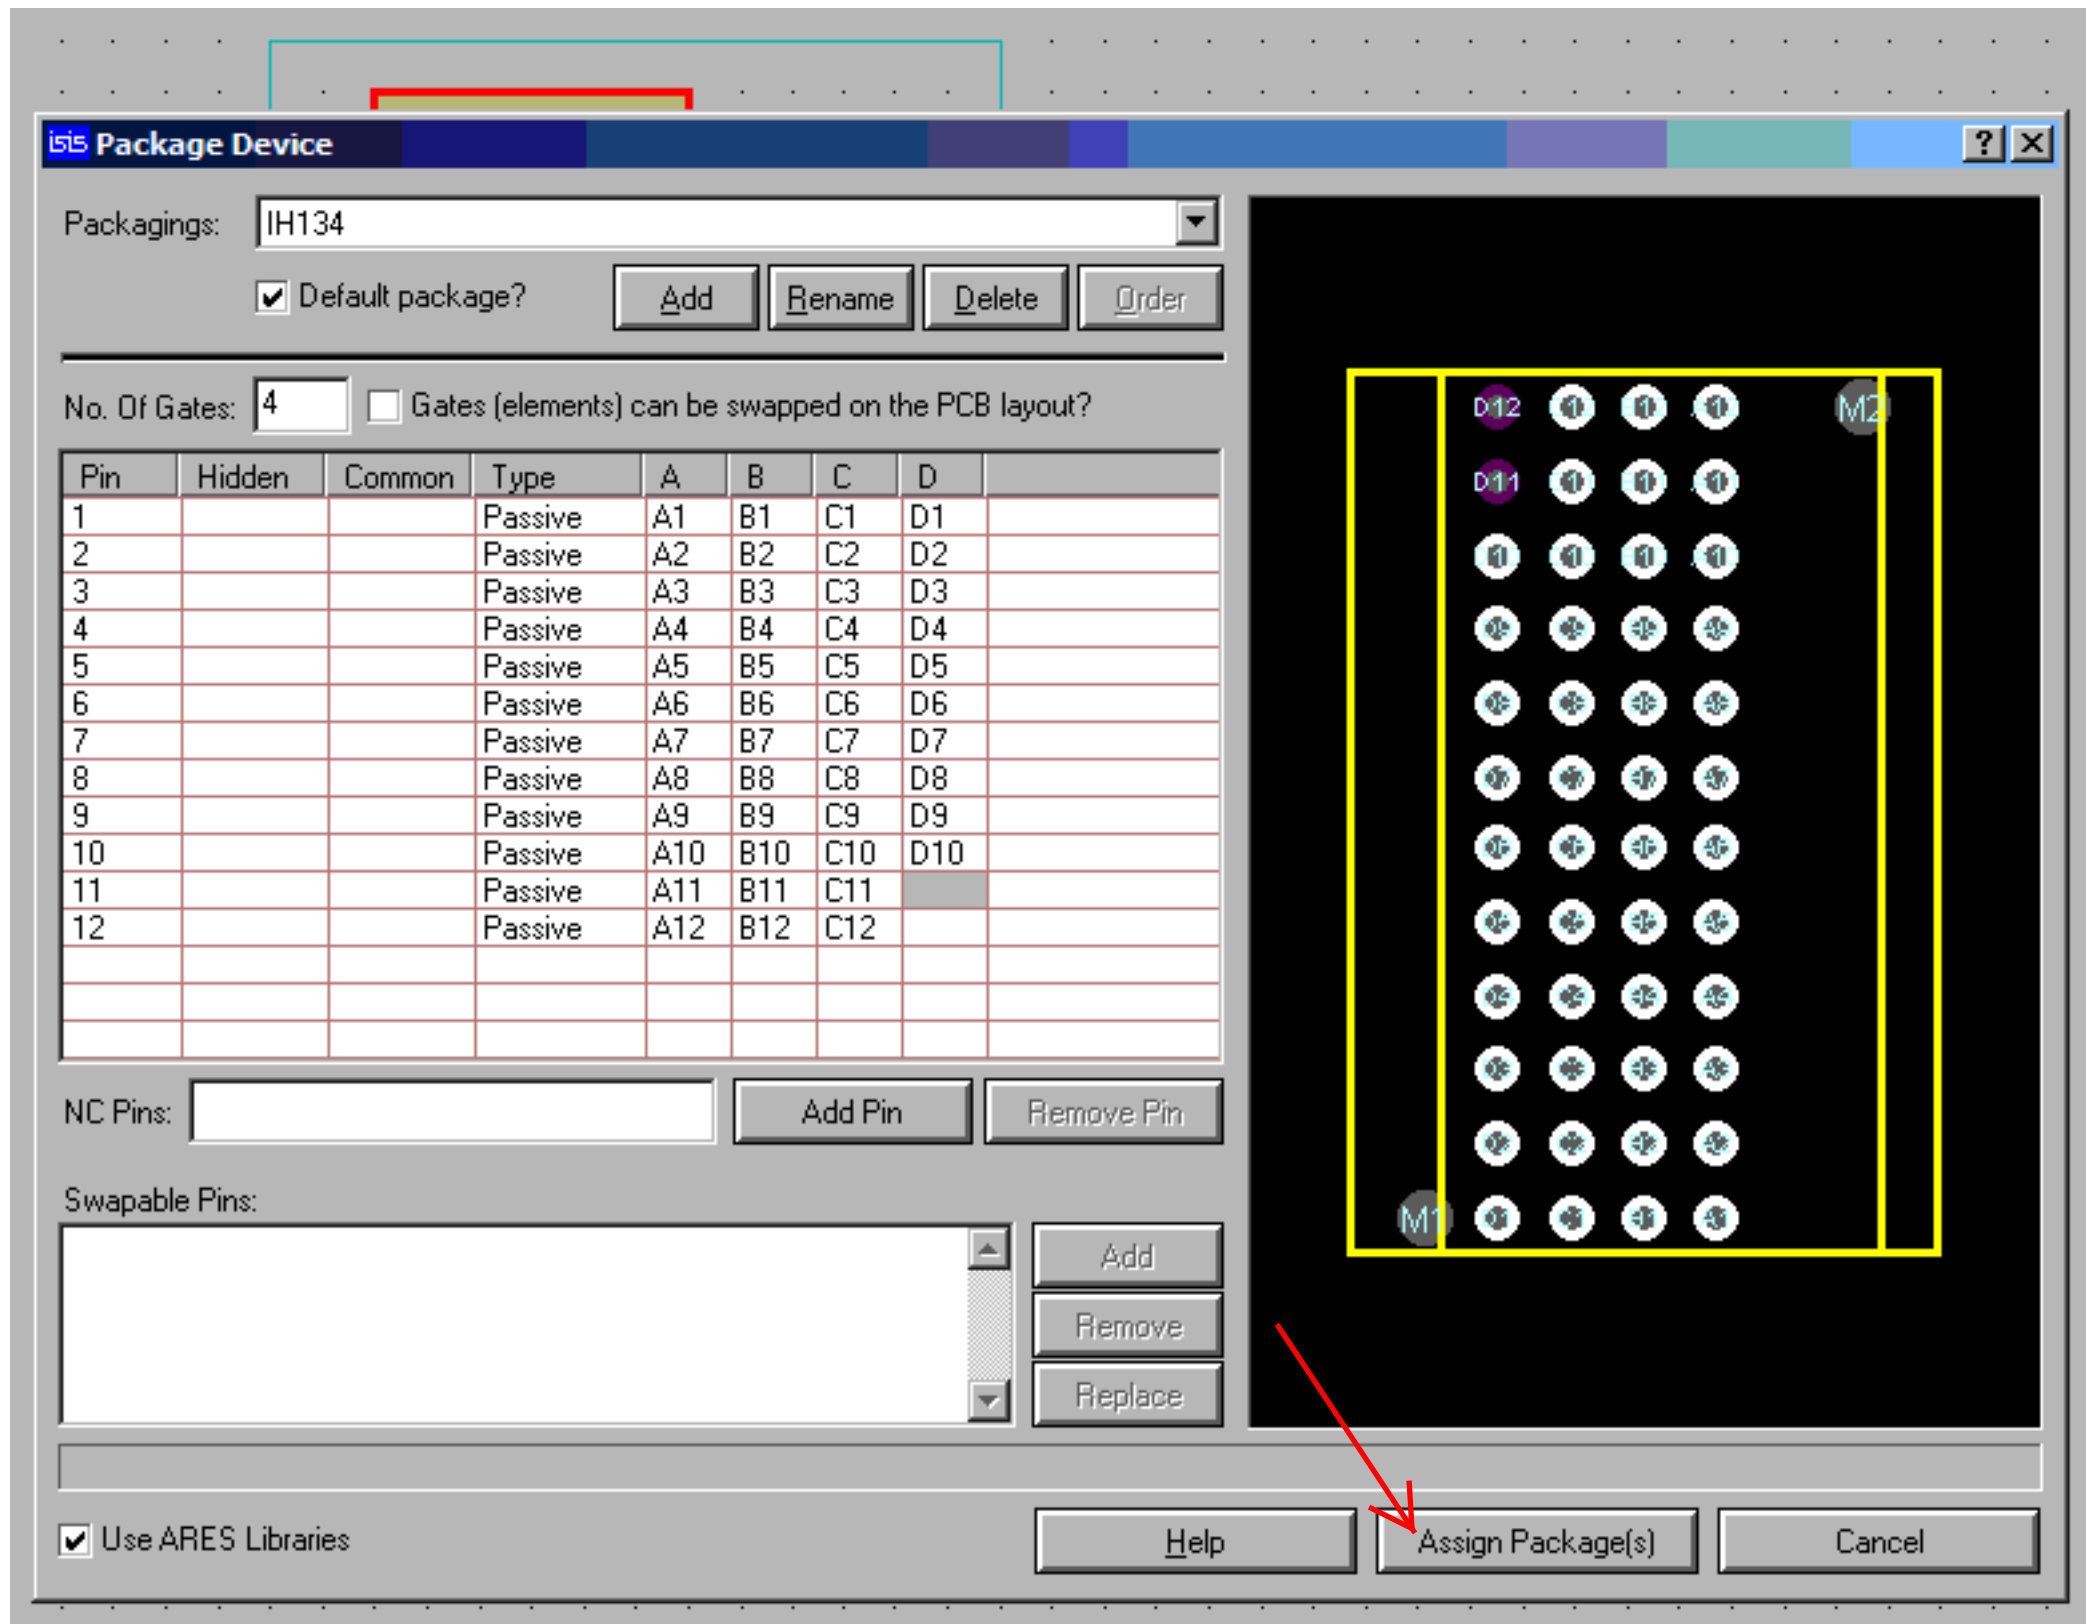 isis Package Device ? X
Packagings: IH134
Default package? Add Rename Delete Order
No. Of Gates: 4 Gates (elements) can be swapped on the PCB layout?
Pin Hidden Common Type A B C D
1 Passive A1 B1 C1 D1
2 Passive A2 B2 C2 D2
3 Passive A3 B3 C3 D3
4 Passive A4 B4 C4 D4
5 Passive A5 B5 C5 D5
6 Passive A6 B6 C6 D6
7 Passive A7 B7 C7 D7
8 Passive A8 B8 C8 D8
9 Passive A9 B9 C9 D9
10 Passive A10 B10 C10 D10
11 Passive A11 B11 C11
12 Passive A12 B12 C12
NC Pins: Add Pin Remove Pin
Swapable Pins:
Add
Remove
Replace
D12 M2
D11
M1
Use ARES Libraries Help Assign Package(s) Cancel